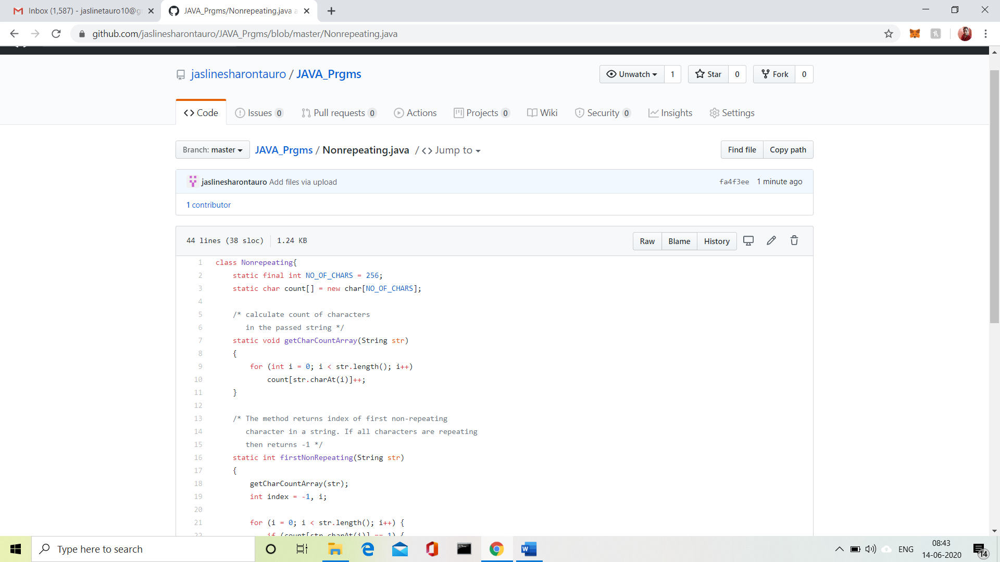 Inbox (1,587) - jaslinetauro10@g
JAVA_Prgms/Nonrepeating.java a
github.com/jaslinesharontauro/JAVA_Prgms/blob/master/Nonrepeating.java
jaslinesharontauro / JAVA_Prgms
Unwatch 1 Star 0 Fork 0
Code Issues 0 Pull requests 0 Actions Projects 0 Wiki Security 0 Insights Settings
Branch: master JAVA_Prgms / Nonrepeating.java / <> Jump to
Find file Copy path
jaslinesharontauro Add files via upload fa4f3ee 1 minute ago
1 contributor
44 lines (38 sloc) 1.24 KB Raw Blame History
1 class Nonrepeating{
2 static final int NO_OF_CHARS = 256;
3 static char count[] = new char[NO_OF_CHARS];
4
5 /* calculate count of characters
6 in the passed string */
7 static void getCharCountArray(String str)
8 {
9 for (int i = 0; i < str.length(); i++)
10 count[str.charAt(i)]++;
11 }
12
13 /* The method returns index of first non-repeating
14 character in a string. If all characters are repeating
15 then returns -1 */
16 static int firstNonRepeating(String str)
17 {
18 getCharCountArray(str);
19 int index = -1, i;
20
21 for (i = 0; i < str.length(); i++) {
22 if (count[str.charAt(i)] == 1) {
Type here to search
ENG
08:43
14-06-2020
14